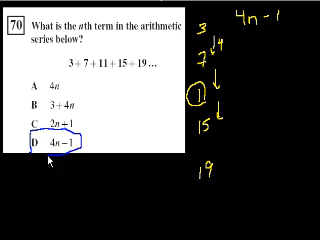 70 What is the nth term in the arithmetic
series below?
3 + 7 + 11 + 15 + 19 ...
A 4n
B 3 + 4n
C 2n + 1
D 4n − 1
4n - 1
3
4
7
1
15
19